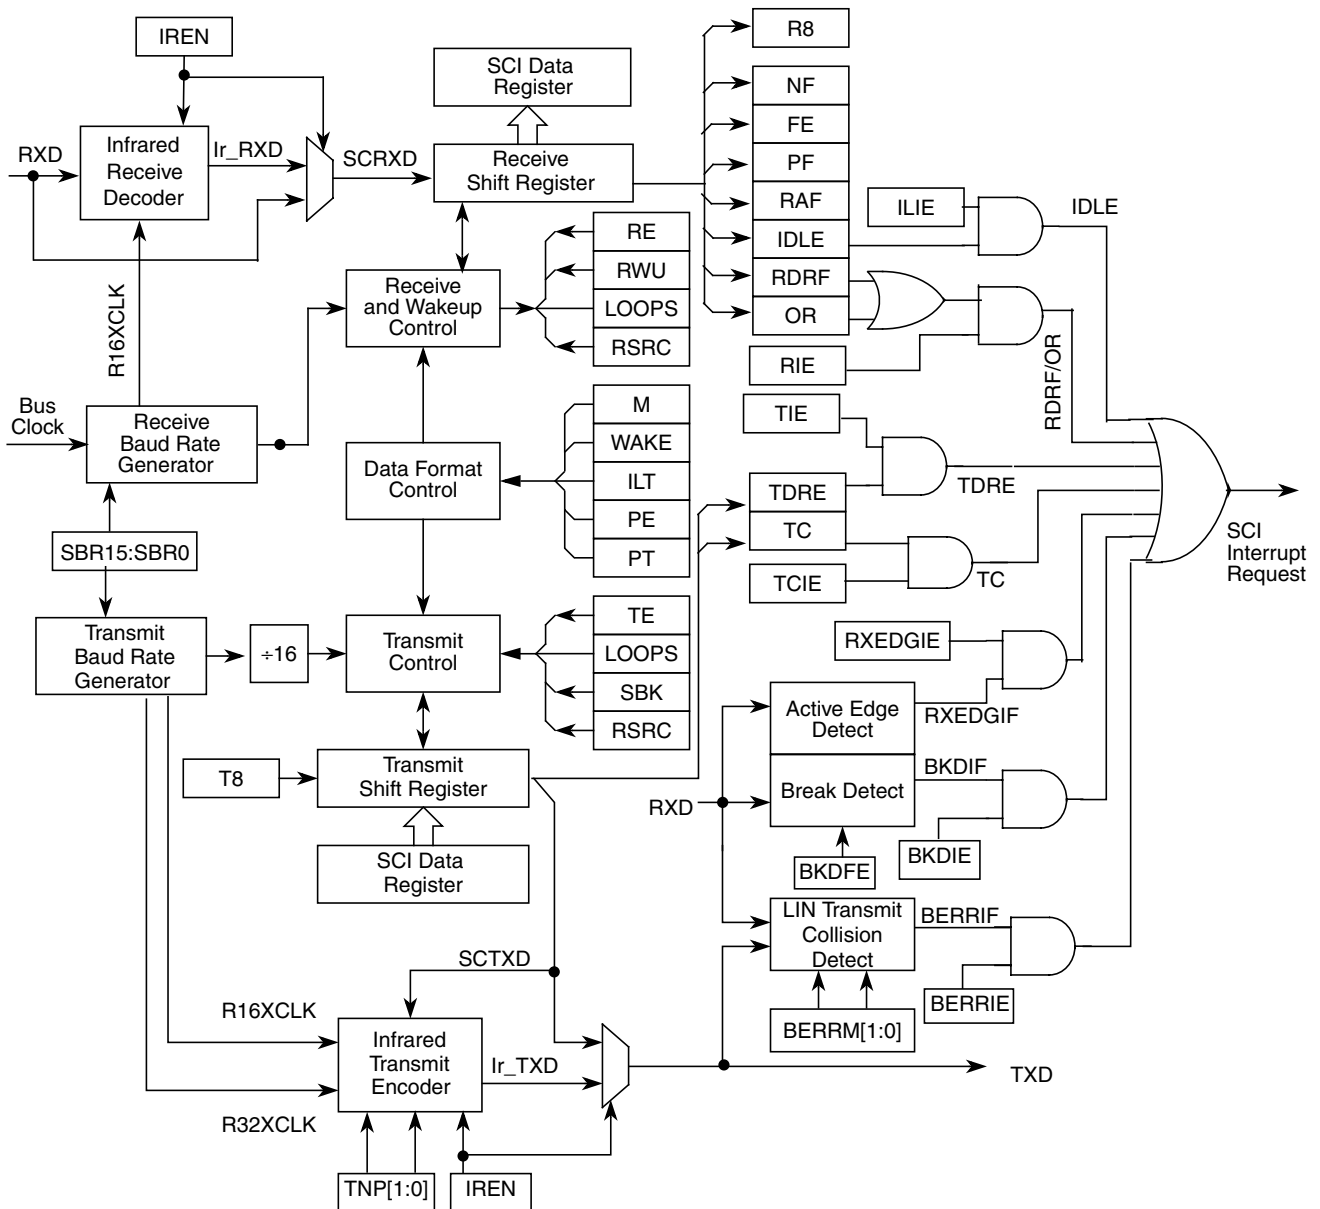 IREN
SCI Data
Register
R8
NF
FE
PF
RAF
IDLE
RDRF
OR
RXD
Infrared
Receive
Decoder
Ir_RXD
SCRXD
Receive
Shift Register
ILIE
IDLE
RE
RWU
LOOPS
RSRC
Receive
and Wakeup
Control
R16XCLK
RIE
RDRF/OR
Bus
Clock
Receive
Baud Rate
Generator
M
WAKE
ILT
PE
PT
Data Format
Control
TIE
TDRE
TC
TCIE
TDRE
TC
SCI
Interrupt
Request
SBR15:SBR0
Transmit
Baud Rate
Generator
÷16
Transmit
Control
TE
LOOPS
SBK
RSRC
RXEDGIE
Active Edge
Detect
RXEDGIF
Break Detect
BKDIF
RXD
BKDIE
BKDFE
T8
Transmit
Shift Register
SCI Data
Register
LIN Transmit
Collision
Detect
BERRIF
BERRIE
BERRM[1:0]
SCTXD
R16XCLK
Infrared
Transmit
Encoder
Ir_TXD
R32XCLK
TXD
TNP[1:0]
IREN